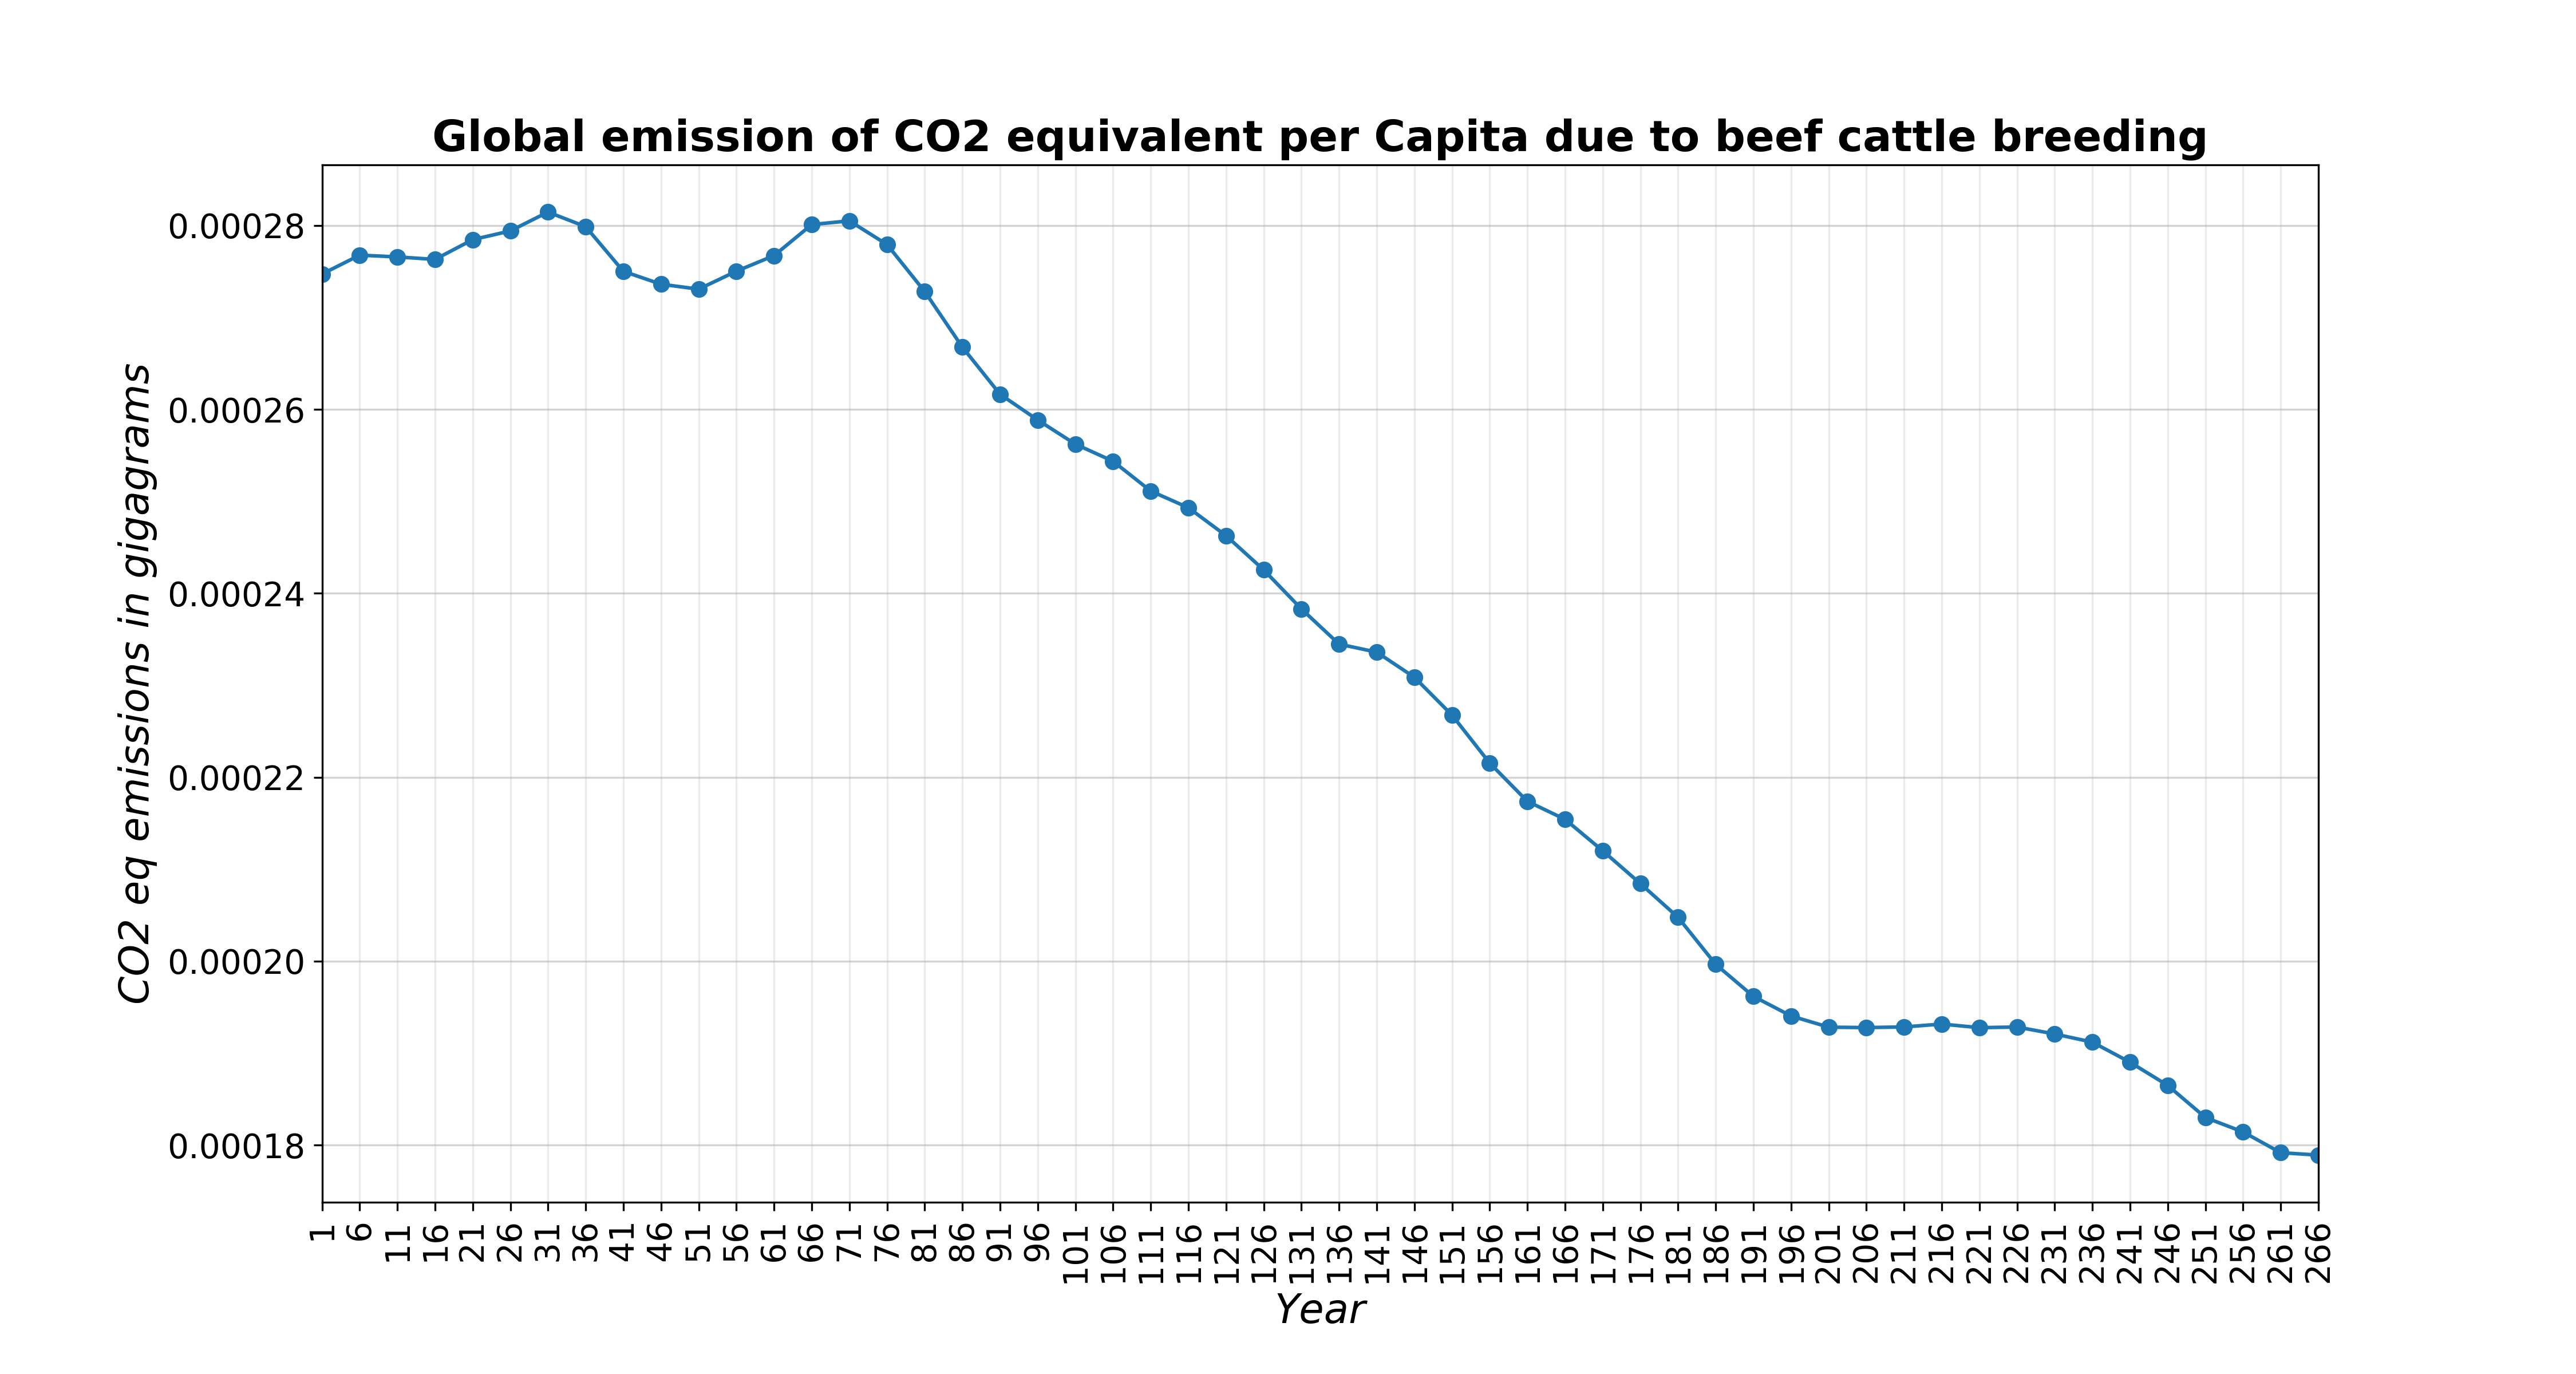 Global emission of CO2 equivalent per Capita due to beef cattle breeding
CO2 eq emissions in gigagrams
0.00028
0.00026
0.00024
0.00022
0.00020
0.00018
1 6 11 16 21 26 31 36 41 46 51 56 61 66 71 76 81 86 91 96 101 106 111 116 121 126 131 136 141 146 151 156 161 166 171 176 181 186 191 196 201 206 211 216 221 226 231 236 241 246 251 256 261 266
Year